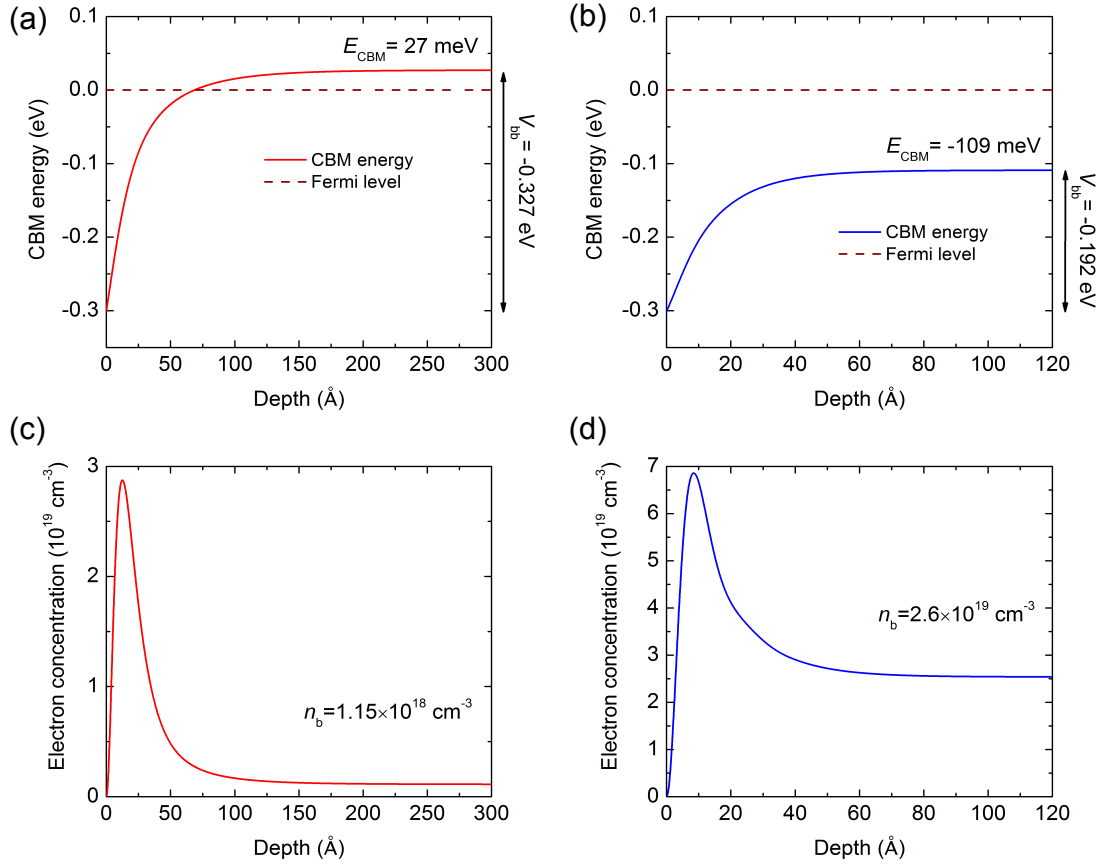 (a)
0.1
0.0
-0.1
-0.2
-0.3
CBM energy (eV)
E_CBM = 27 meV
CBM energy
Fermi level
V_bb = -0.327 eV
0 50 100 150 200 250 300
Depth (Å)
(b)
0.1
0.0
-0.1
-0.2
-0.3
CBM energy (eV)
E_CBM = -109 meV
CBM energy
Fermi level
V_bb = -0.192 eV
0 20 40 60 80 100 120
Depth (Å)
(c)
3
2
1
0
Electron concentration (10^19 cm^-3)
n_b=1.15×10^18 cm^-3
0 50 100 150 200 250 300
Depth (Å)
(d)
7
6
5
4
3
2
1
0
Electron concentration (10^19 cm^-3)
n_b=2.6×10^19 cm^-3
0 20 40 60 80 100 120
Depth (Å)